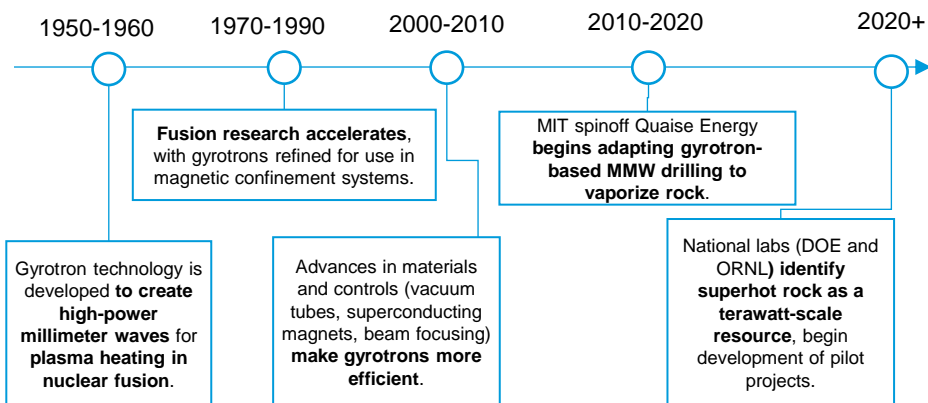 1950-1960
1970-1990
2000-2010
2010-2020
2020+
Fusion research accelerates,
with gyrotrons refined for use in
magnetic confinement systems.
MIT spinoff Quaise Energy
begins adapting gyrotron-
based MMW drilling to
vaporize rock.
Gyrotron technology is
developed to create
high-power
millimeter waves for
plasma heating in
nuclear fusion.
Advances in materials
and controls (vacuum
tubes, superconducting
magnets, beam focusing)
make gyrotrons more
efficient.
National labs (DOE and
ORNL) identify
superhot rock as a
terawatt-scale
resource, begin
development of pilot
projects.